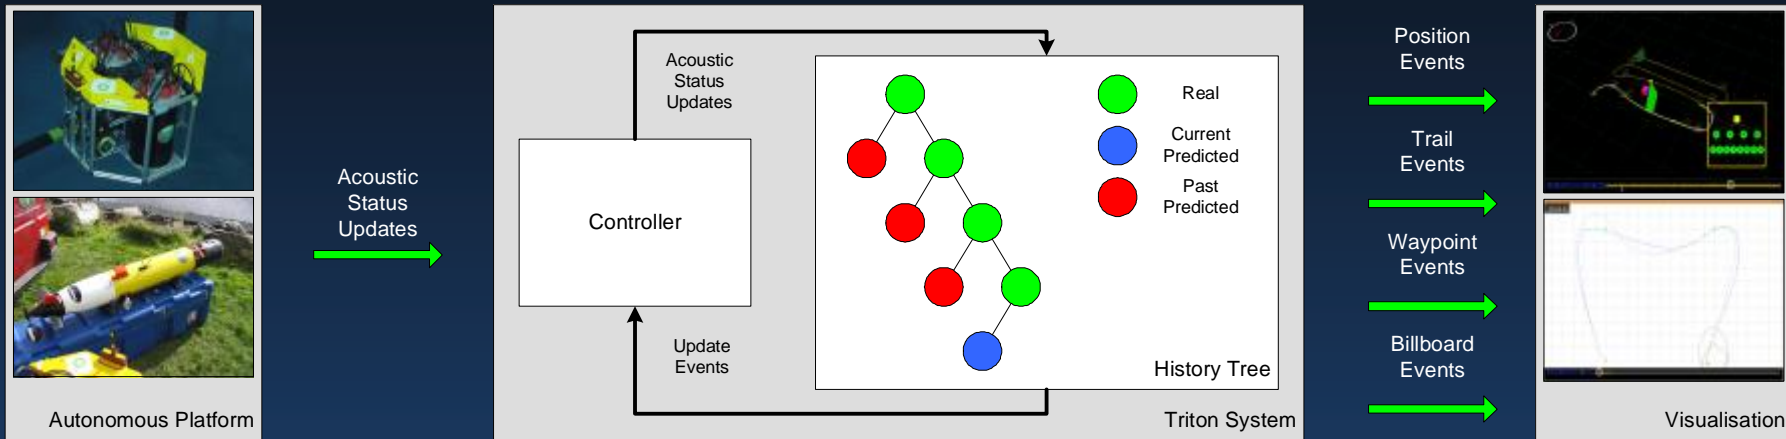 Autonomous Platform
Acoustic
Status
Updates
Acoustic
Status
Updates
Controller
Update
Events
Real
Current
Predicted
Past
Predicted
History Tree
Triton System
Position
Events
Trail
Events
Waypoint
Events
Billboard
Events
Visualisation